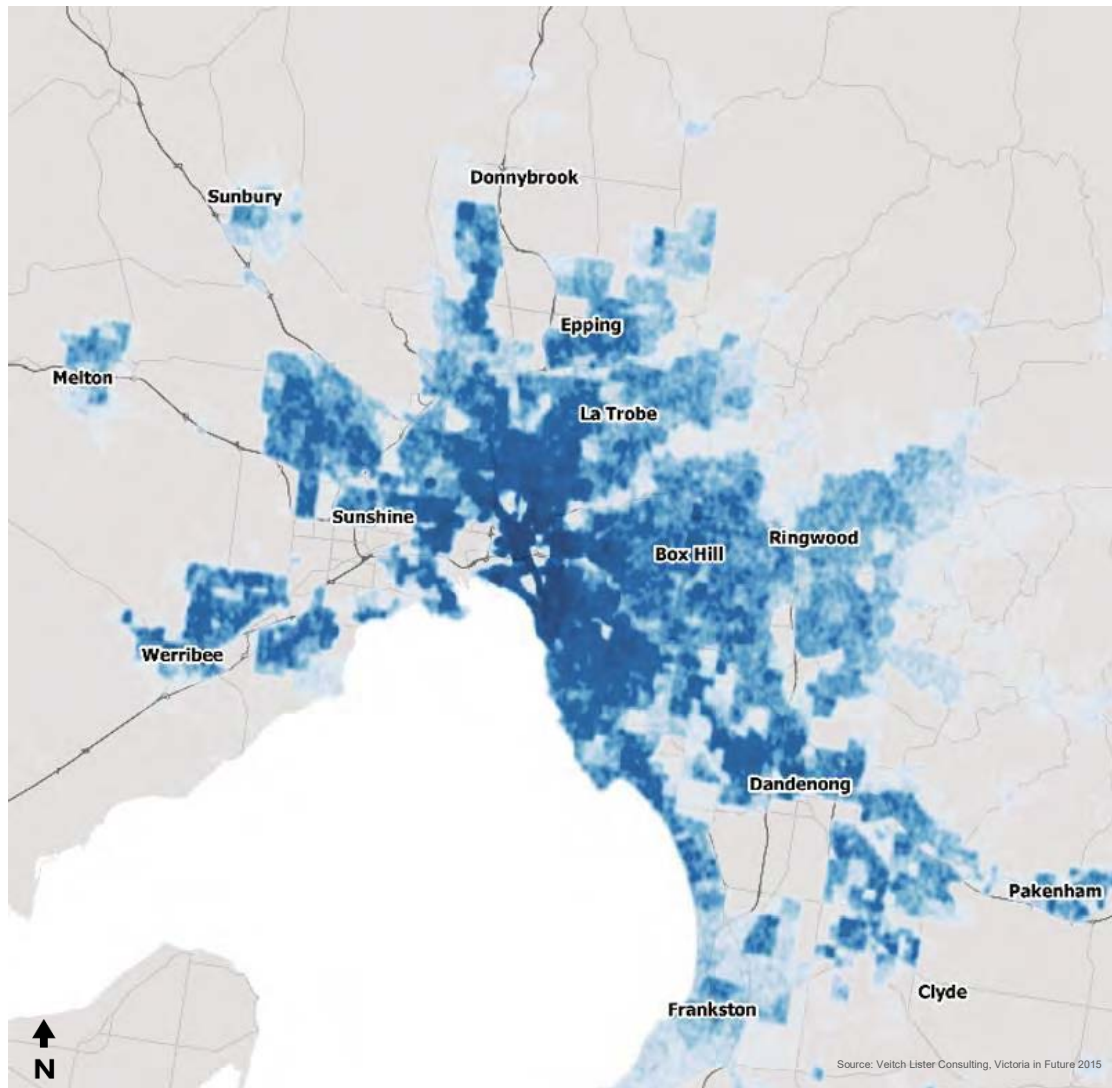 Donnybrook
Sunbury
Epping
Melton
La Trobe
Sunshine
Ringwood
Box Hill
Werribee
Dandenong
Pakenham
Clyde
Frankston
N
Source: Veitch Lister Consulting, Victoria in Future 2015